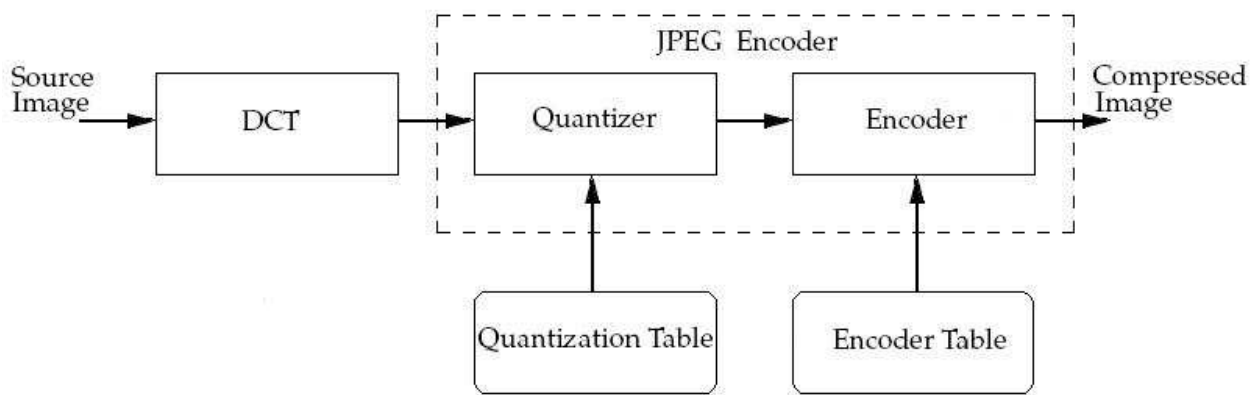 JPEG Encoder
Source
Image
DCT
Quantizer
Encoder
Compressed
Image
Quantization Table
Encoder Table